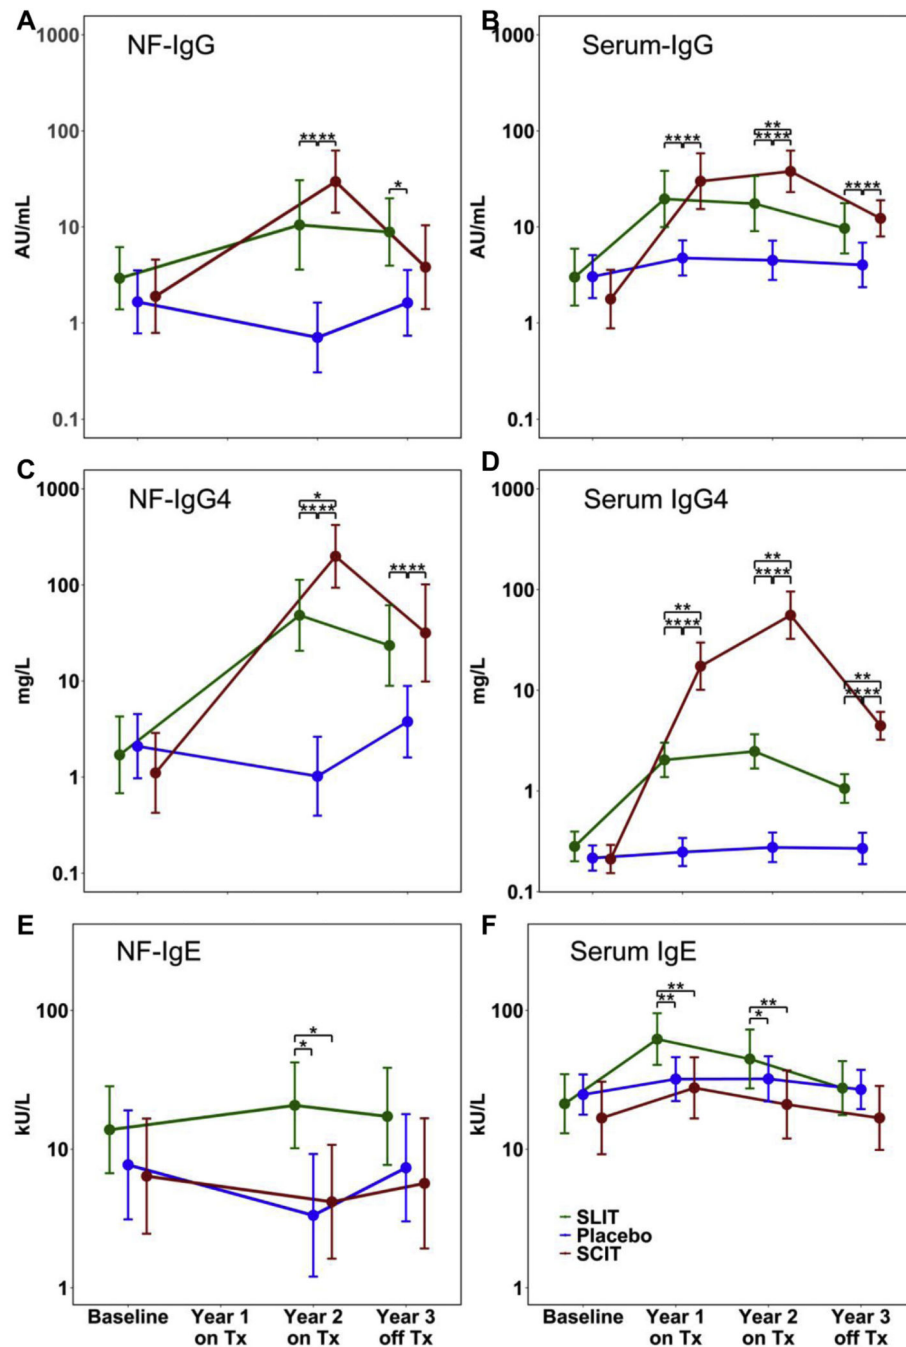 A
NF-IgG
1000
100
10
1
0.1
AU/mL
**** 
*
B
Serum-IgG
1000
100
10
1
0.1
AU/mL
****
**
****
****
C
NF-IgG4
1000
100
10
1
0.1
mg/L
*
****
****
D
Serum IgG4
1000
100
10
1
0.1
mg/L
**
****
**
****
**
****
E
NF-IgE
100
10
1
kU/L
*
*
Baseline
Year 1
on Tx
Year 2
on Tx
Year 3
off Tx
F
Serum IgE
100
10
1
kU/L
**
**
**
*
SLIT
Placebo
SCIT
Baseline
Year 1
on Tx
Year 2
on Tx
Year 3
off Tx